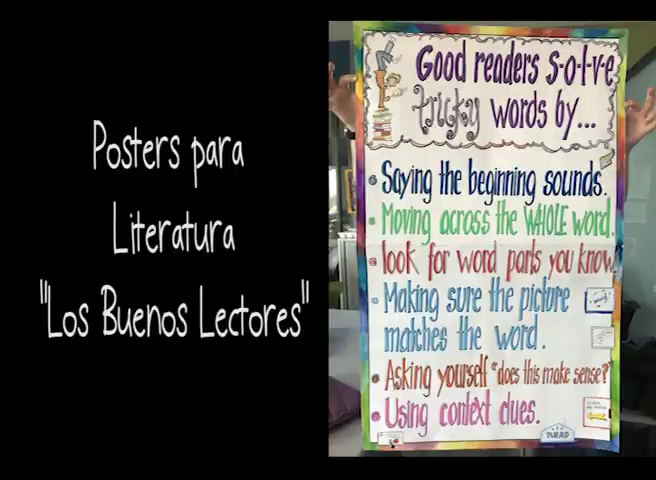 Posters para
Literatura
"Los Buenos Lectores"
Good readers s-o-l-v-e
tricky words by...
Saying the beginning sounds.
Moving across the WHOLE word.
look for word parts you know.
Making sure the picture
matches the word.
Asking yourself "does this make sense?"
Using context clues.